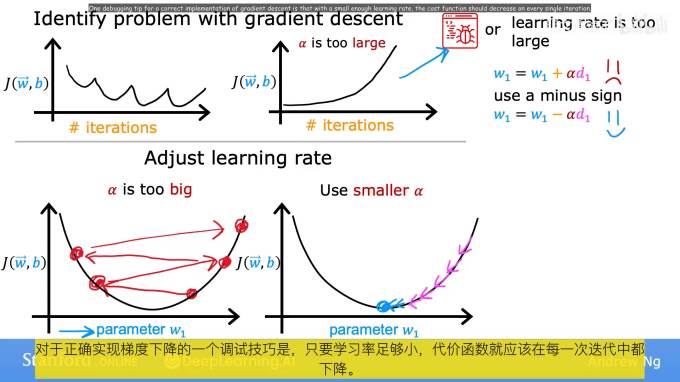 One debugging tip for a correct implementation of gradient descent is that with a small enough learning rate, the cost function should decrease on every single iteration.
Identify problem with gradient descent
J(w⃗, b)
# iterations
α is too large
J(w⃗, b)
# iterations
or learning rate is too
large
w₁ = w₁ + αd₁
use a minus sign
w₁ = w₁ − αd₁
Adjust learning rate
α is too big
J(w⃗, b)
parameter w₁
Use smaller α
J(w⃗, b)
parameter w₁
对于正确实现梯度下降的一个调试技巧是，只要学习率足够小，代价函数就应该在每一次迭代中都
下降。
Stanford ONLINE
DeepLearning.AI
Andrew Ng